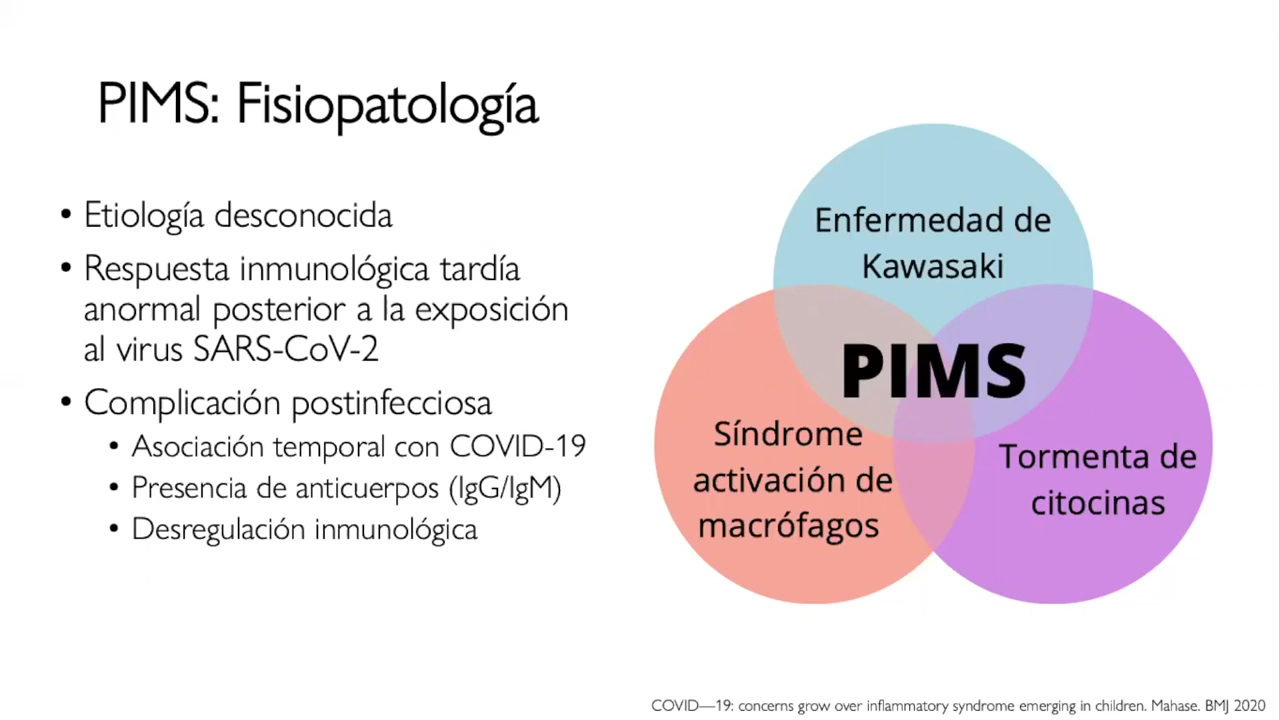 PIMS: Fisiopatología
• Etiología desconocida
• Respuesta inmunológica tardía
anormal posterior a la exposición
al virus SARS-CoV-2
• Complicación postinfecciosa
• Asociación temporal con COVID-19
• Presencia de anticuerpos (IgG/IgM)
• Desregulación inmunológica
Enfermedad de
Kawasaki
PIMS
Síndrome
activación de
macrófagos
Tormenta de
citocinas
COVID—19: concerns grow over inflammatory syndrome emerging in children. Mahase. BMJ 2020